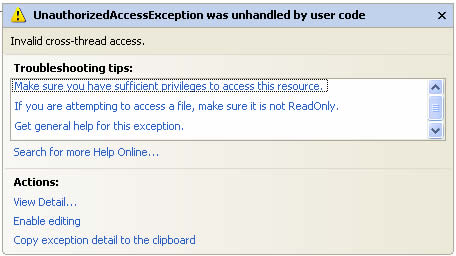 UnauthorizedAccessException was unhandled by user code
Invalid cross-thread access.
Troubleshooting tips:
Make sure you have sufficient privileges to access this resource.
If you are attempting to access a file, make sure it is not ReadOnly.
Get general help for this exception.
Search for more Help Online...
Actions:
View Detail...
Enable editing
Copy exception detail to the clipboard